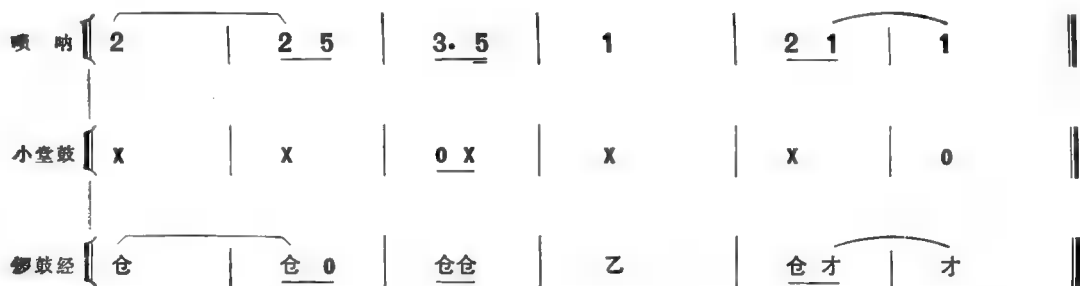 唢呐 2 | 2 5 | 3. 5 | 1 | 2 1 | 1 ‖
小堂鼓 X | X | 0 X | X | X | 0 ‖
锣鼓经 仓 | 仓 0 | 仓仓 | 乙 | 仓 才 | 才 ‖